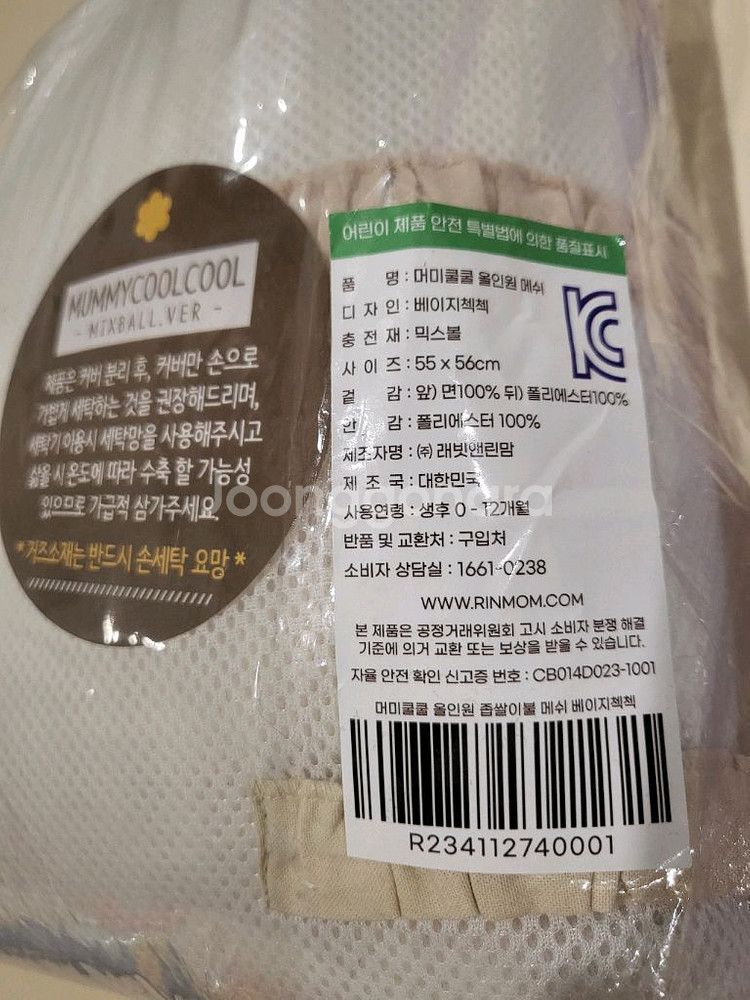 MUMMYCOOLCOOL
- MIXBALL.VER -
제품은 커버 분리 후, 커버만 손으로
가볍게 세탁하는 것을 권장해드리며,
세탁기 이용시 세탁망을 사용해주시고
삶을 시 온도에 따라 수축 할 가능성
있으므로 가급적 삼가주세요.
*거즈소재는 반드시 손세탁 요망*
어린이 제품 안전 특별법에 의한 품질표시
품 명 : 머미쿨쿨 올인원 메쉬
디 자 인 : 베이지첵첵
충 전 재 : 믹스볼
사 이 즈 : 55 x 56cm
겉 감 : 앞) 면100% 뒤) 폴리에스터100%
안 감 : 폴리에스터 100%
제조자명 : ㈜ 래빗앤린맘
제 조 국 : 대한민국
사용연령 : 생후 0 - 12개월
반품 및 교환처 : 구입처
소비자 상담실 : 1661-0238
WWW.RINMOM.COM
본 제품은 공정거래위원회 고시 소비자 분쟁 해결
기준에 의거 교환 또는 보상을 받을 수 있습니다.
자율 안전 확인 신고증 번호 : CB014D023-1001
머미쿨쿨 올인원 좁쌀이불 메쉬 베이지첵첵
R234112740001
KC
Joonggonara